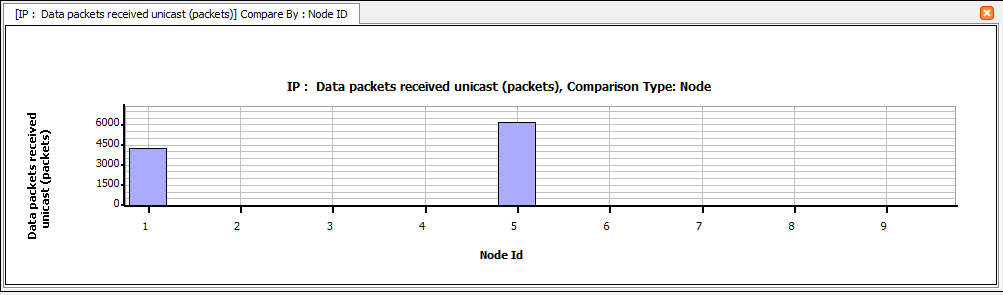 [IP :  Data packets received unicast (packets)] Compare By : Node ID
IP :  Data packets received unicast (packets), Comparison Type: Node
Data packets received
unicast (packets)
6000
4500
3000
1500
0
1 2 3 4 5 6 7 8 9
Node Id